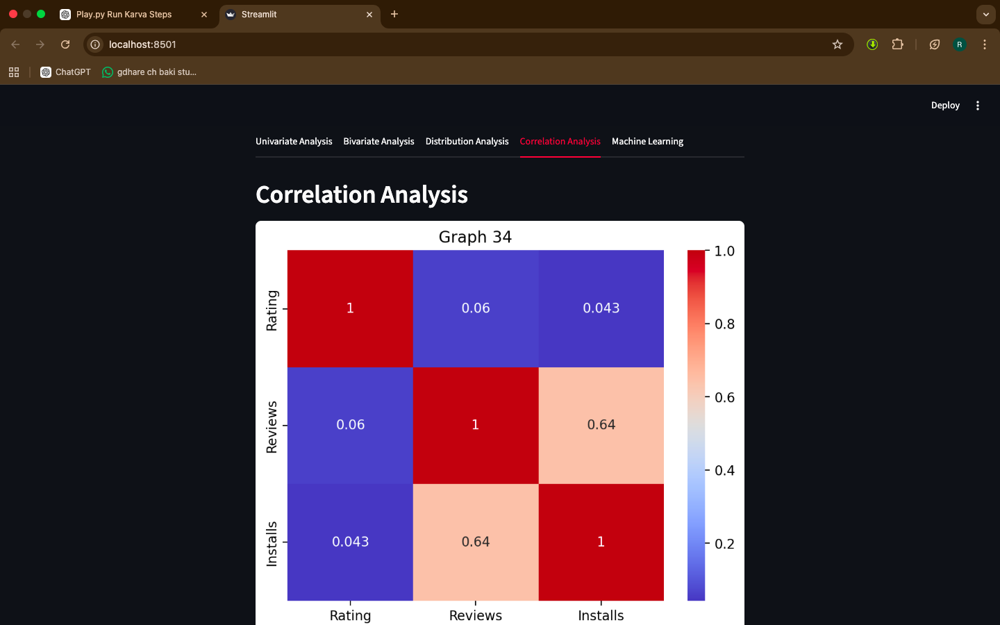 Play.py Run Karva Steps
Streamlit
localhost:8501
R
ChatGPT
gdhare ch baki stu...
Deploy
Univariate Analysis Bivariate Analysis Distribution Analysis Correlation Analysis Machine Learning
Correlation Analysis
Graph 34
Rating 1 0.06 0.043
Reviews 0.06 1 0.64
Installs 0.043 0.64 1
Rating Reviews Installs
1.0
0.8
0.6
0.4
0.2